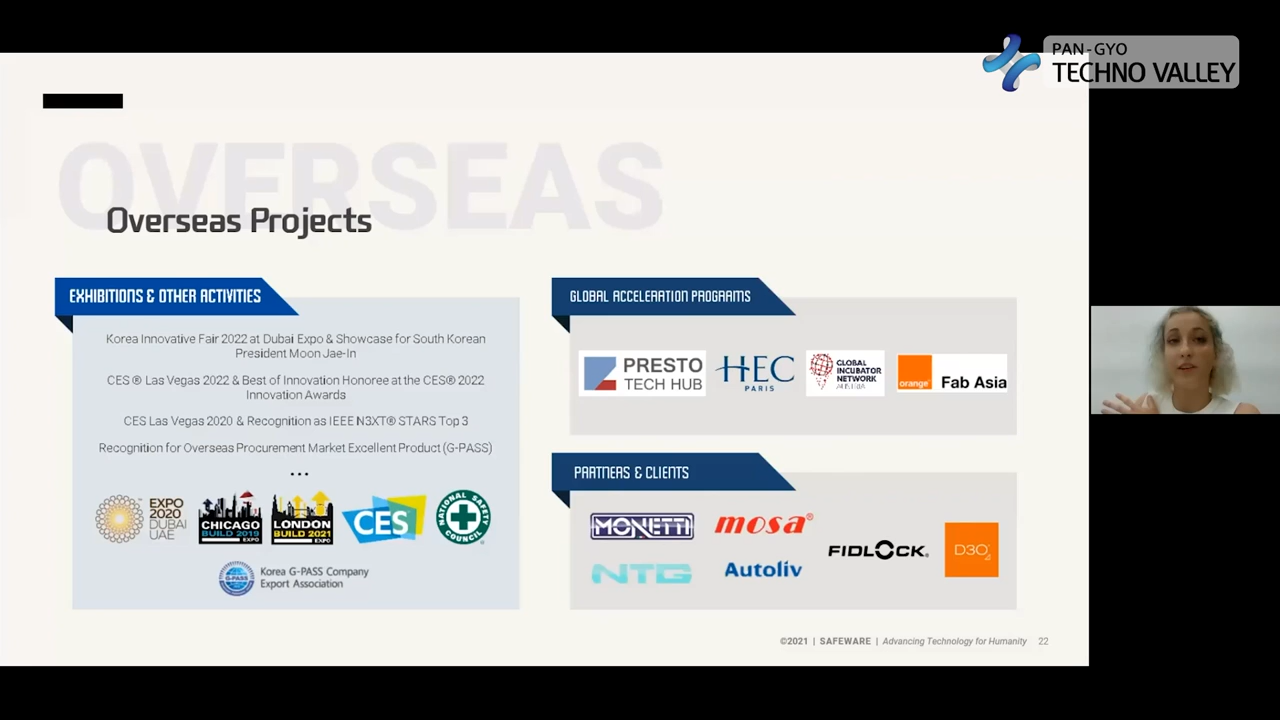 PAN-GYO
TECHNO VALLEY
OVERSEAS
Overseas Projects
EXHIBITIONS & OTHER ACTIVITIES
Korea Innovative Fair 2022 at Dubai Expo & Showcase for South Korean
President Moon Jae-In
CES ® Las Vegas 2022 & Best of Innovation Honoree at the CES® 2022
Innovation Awards
CES Las Vegas 2020 & Recognition as IEEE N3XT® STARS Top 3
Recognition for Overseas Procurement Market Excellent Product (G-PASS)
...
EXPO
2020
DUBAI
UAE
CHICAGO
BUILD 2019
EXPO
LONDON
BUILD 2021
EXPO
CES
NATIONAL SAFETY
COUNCIL
G-PASS
Korea G-PASS Company
Export Association
GLOBAL ACCELERATION PROGRAMS
PRESTO
TECH HUB
HEC
PARIS
GLOBAL
INCUBATOR
NETWORK
AUSTRIA
orange
Fab Asia
PARTNERS & CLIENTS
MONETTI
mosa®
NTG
Autoliv
FIDLOCK®
D3O
©2021 | SAFEWARE | Advancing Technology for Humanity 22